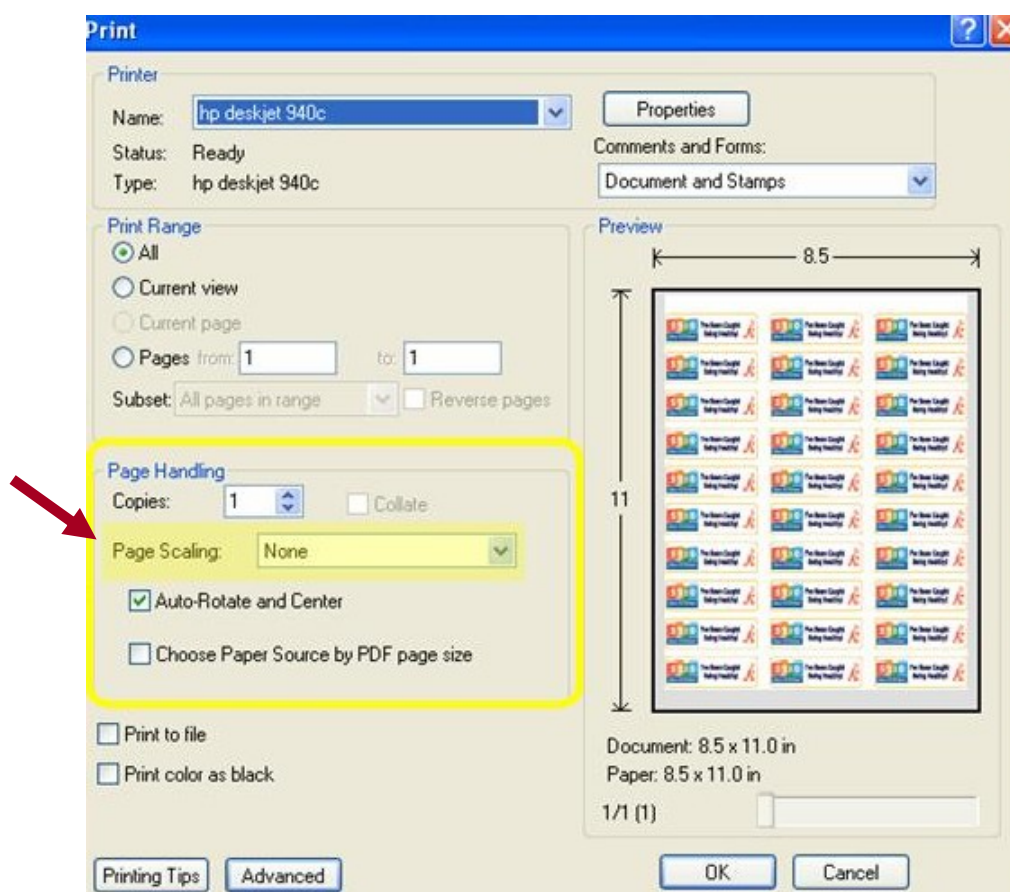 Print
Printer
Name: hp deskjet 940c
Properties
Status: Ready
Comments and Forms:
Type: hp deskjet 940c
Document and Stamps
Print Range
All
Current view
Current page
Pages from: 1 to: 1
Subset: All pages in range Reverse pages
Page Handling
Copies: 1 Collate
Page Scaling: None
Auto-Rotate and Center
Choose Paper Source by PDF page size
Print to file
Print color as black
Printing Tips
Advanced
Preview
8.5
11
Document: 8.5 x 11.0 in
Paper: 8.5 x 11.0 in
1/1 (1)
OK
Cancel